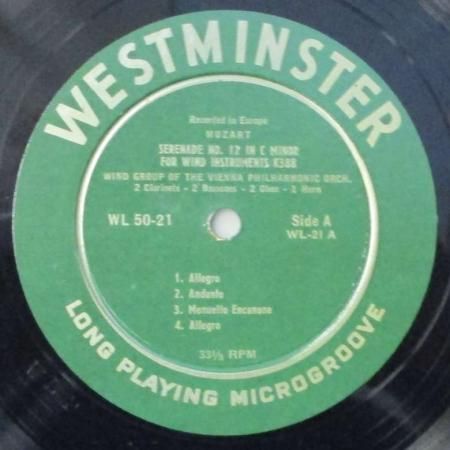 WESTMINSTER
Recorded in Europe
MOZART
SERENADE NO. 12 IN C MINOR
FOR WIND INSTRUMENTS K388
WIND GROUP OF THE VIENNA PHILHARMONIC ORCH.
2 Clarinets - 2 Bassoons - 2 Oboe - 2 Horn
WL 50-21
Side A
WL-21 A
1. Allegro
2. Andante
3. Menuetto Encanone
4. Allegro
33⅓ RPM
LONG PLAYING MICROGROOVE